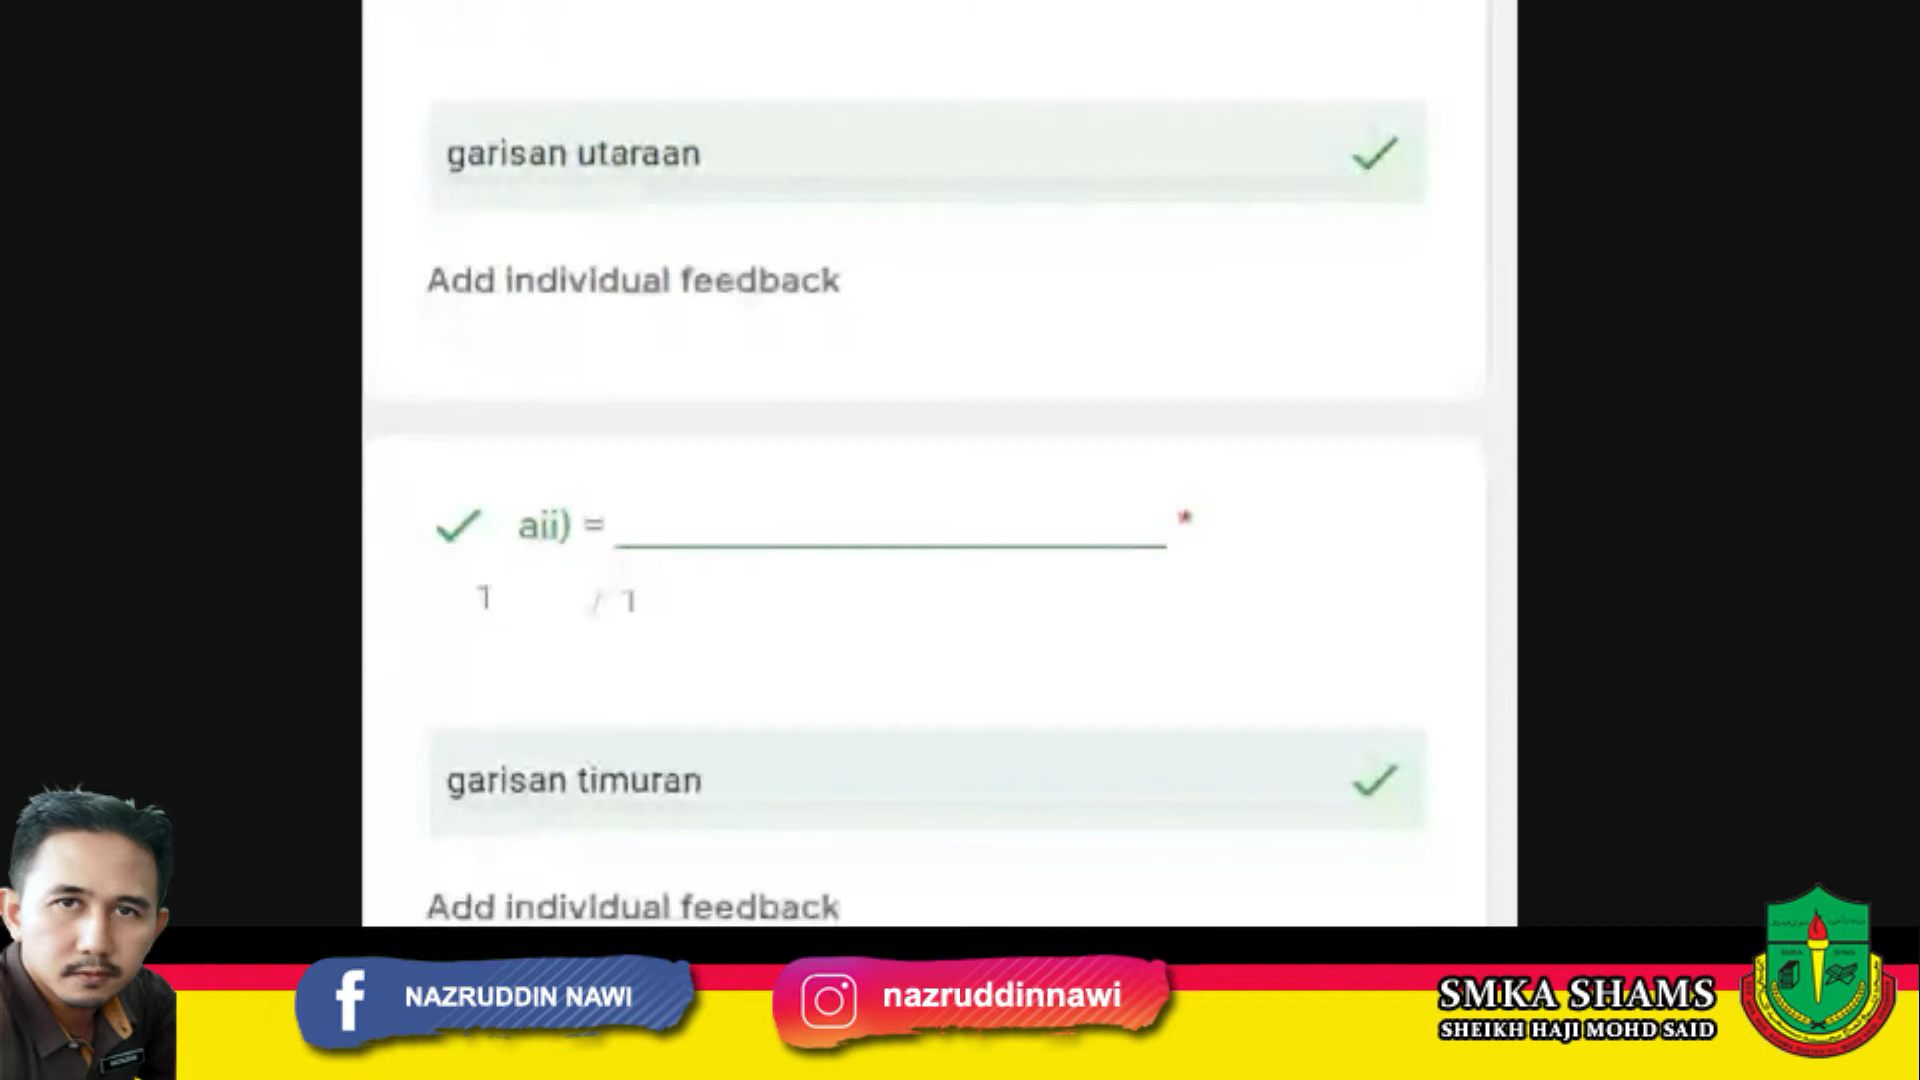 garisan utaraan
Add individual feedback
aii) = ____________________ *
1 / 1
garisan timuran
Add individual feedback
NAZRUDDIN NAWI
nazruddinnawi
SMKA SHAMS
SHEIKH HAJI MOHD SAID